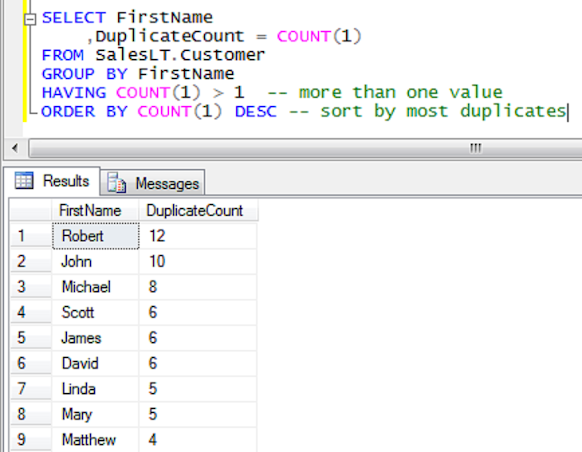 SELECT FirstName
,DuplicateCount = COUNT(1)
FROM SalesLT.Customer
GROUP BY FirstName
HAVING COUNT(1) > 1 -- more than one value
ORDER BY COUNT(1) DESC -- sort by most duplicates
Results Messages
FirstName DuplicateCount
1 Robert 12
2 John 10
3 Michael 8
4 Scott 6
5 James 6
6 David 6
7 Linda 5
8 Mary 5
9 Matthew 4